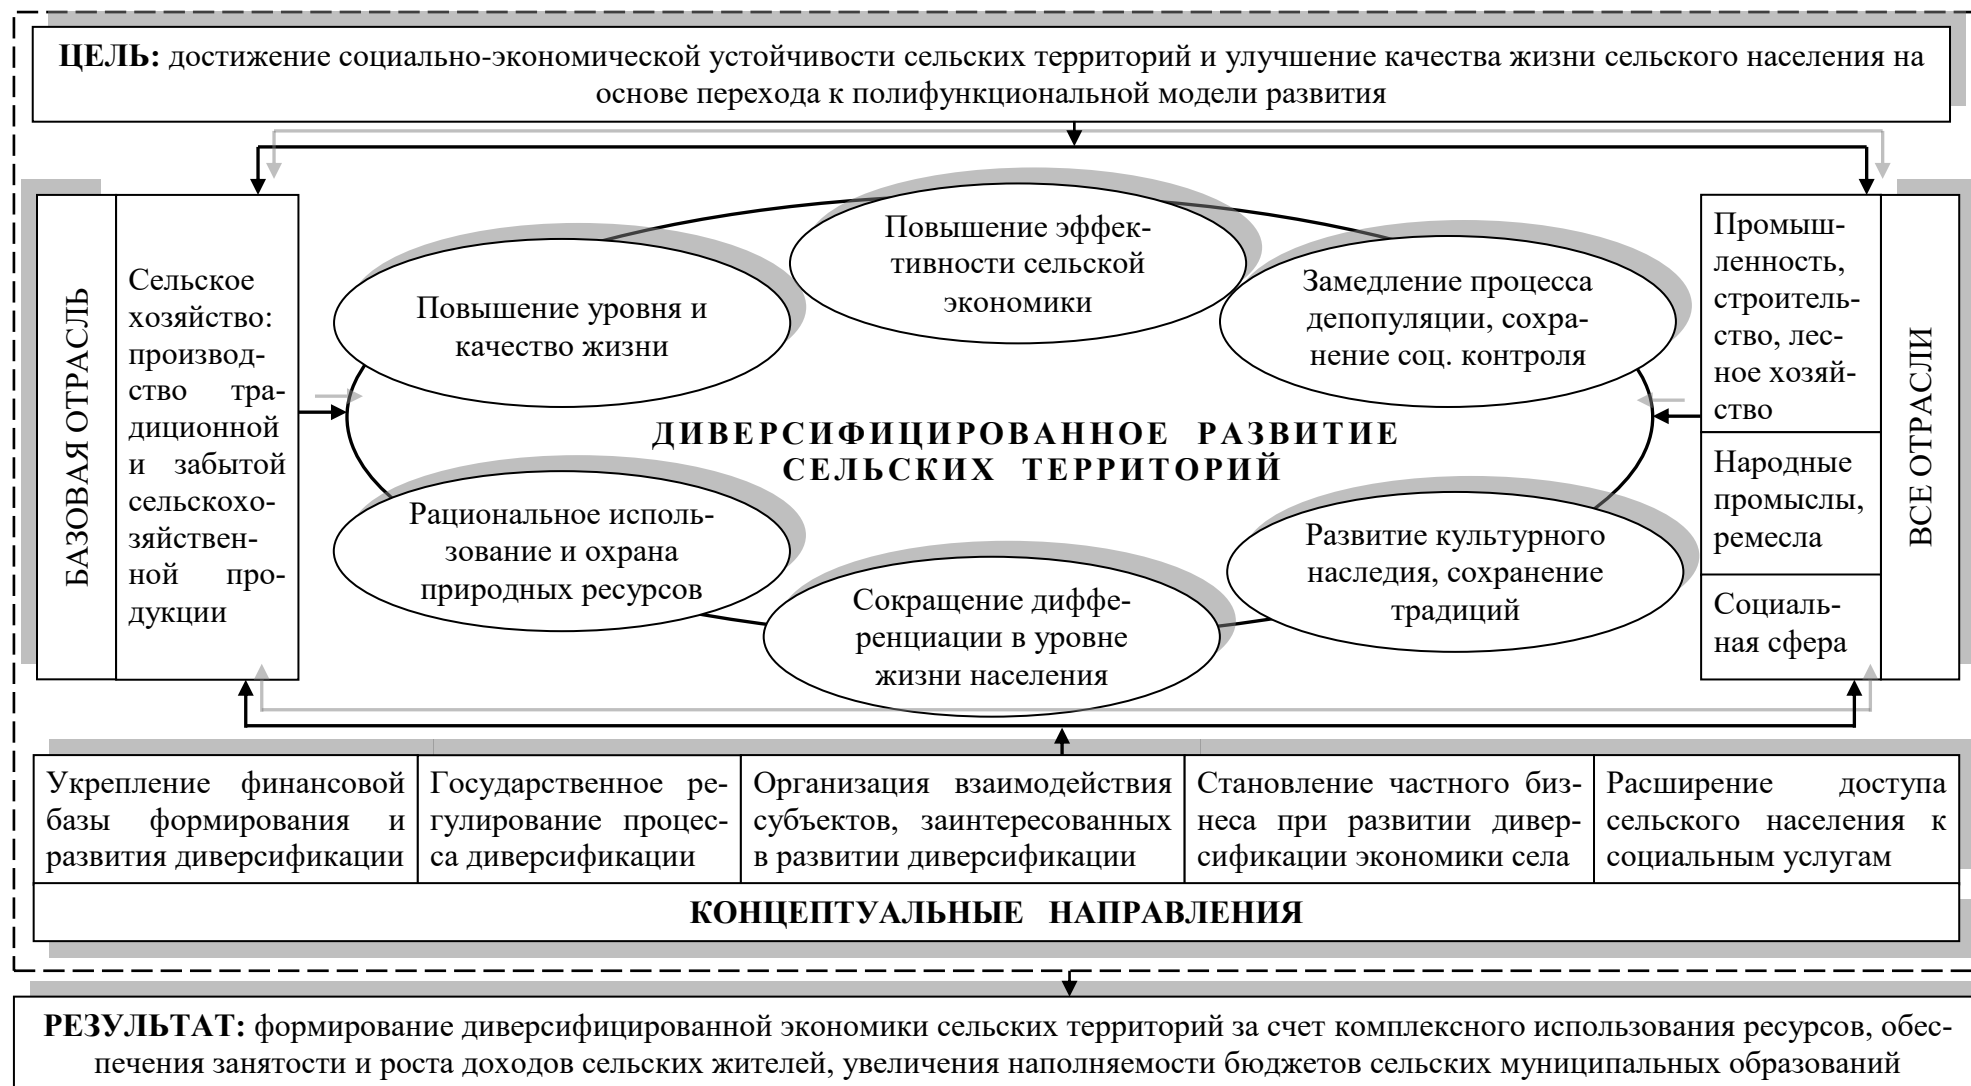 ЦЕЛЬ: достижение социально-экономической устойчивости сельских территорий и улучшение качества жизни сельского населения на
основе перехода к полифункциональной модели развития
БАЗОВАЯ ОТРАСЛЬ
Сельское
хозяйство:
производ-
ство тра-
диционной
и забытой
сельскохо-
зяйствен-
ной про-
дукции
Повышение уровня и
качество жизни
Повышение эффек-
тивности сельской
экономики
Замедление процесса
депопуляции, сохра-
нение соц. контроля
ДИВЕРСИФИЦИРОВАННОЕ РАЗВИТИЕ
СЕЛЬСКИХ ТЕРРИТОРИЙ
Рациональное исполь-
зование и охрана
природных ресурсов
Сокращение диффе-
ренциации в уровне
жизни населения
Развитие культурного
наследия, сохранение
традиций
Промыш-
ленность,
строитель-
ство, лес-
ное хозяй-
ство
Народные
промыслы,
ремесла
Социаль-
ная сфера
ВСЕ ОТРАСЛИ
Укрепление финансовой
базы формирования и
развития диверсификации
Государственное ре-
гулирование процес-
са диверсификации
Организация взаимодействия
субъектов, заинтересованных
в развитии диверсификации
Становление частного биз-
неса при развитии дивер-
сификации экономики села
Расширение доступа
сельского населения к
социальным услугам
КОНЦЕПТУАЛЬНЫЕ НАПРАВЛЕНИЯ
РЕЗУЛЬТАТ: формирование диверсифицированной экономики сельских территорий за счет комплексного использования ресурсов, обес-
печения занятости и роста доходов сельских жителей, увеличения наполняемости бюджетов сельских муниципальных образований